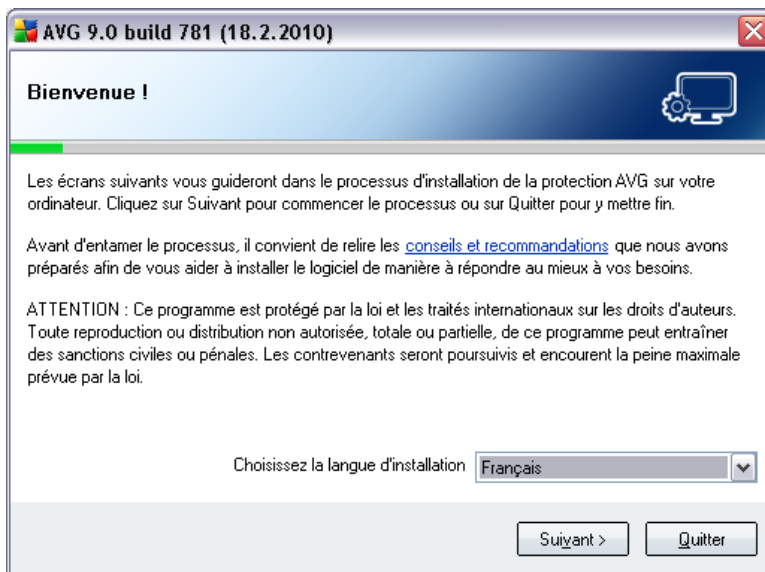 AVG 9.0 build 781 (18.2.2010)
Bienvenue !
Les écrans suivants vous guideront dans le processus d'installation de la protection AVG sur votre
ordinateur. Cliquez sur Suivant pour commencer le processus ou sur Quitter pour y mettre fin.
Avant d'entamer le processus, il convient de relire les conseils et recommandations que nous avons
préparés afin de vous aider à installer le logiciel de manière à répondre au mieux à vos besoins.
ATTENTION : Ce programme est protégé par la loi et les traités internationaux sur les droits d'auteurs.
Toute reproduction ou distribution non autorisée, totale ou partielle, de ce programme peut entraîner
des sanctions civiles ou pénales. Les contrevenants seront poursuivis et encourent la peine maximale
prévue par la loi.
Choisissez la langue d'installation Français
Suivant > Quitter